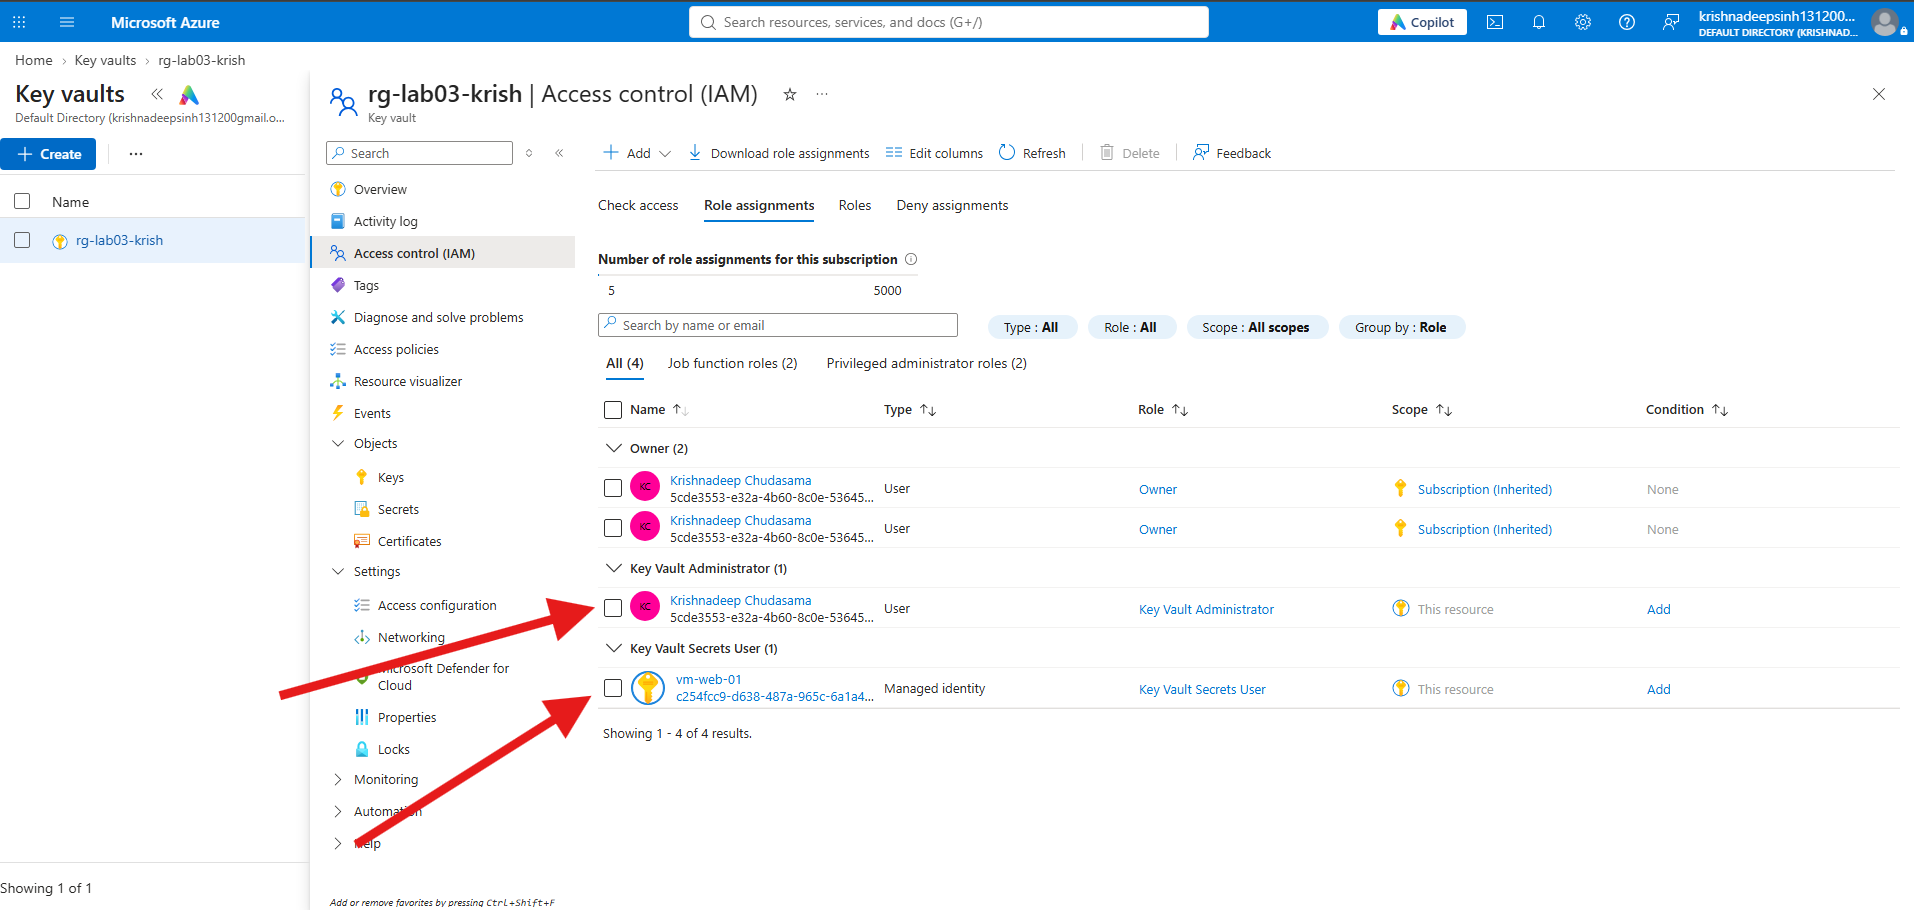 Microsoft Azure
Search resources, services, and docs (G+/)
Copilot
krishnadeepsinh131200...
DEFAULT DIRECTORY (KRISHNAD...
Home > Key vaults > rg-lab03-krish
Key vaults
Default Directory (krishnadeepsinh131200gmail.o...
Create
Name
rg-lab03-krish
Showing 1 of 1
rg-lab03-krish | Access control (IAM)
Key vault
Search
Overview
Activity log
Access control (IAM)
Tags
Diagnose and solve problems
Access policies
Resource visualizer
Events
Objects
Keys
Secrets
Certificates
Settings
Access configuration
Networking
Microsoft Defender for
Cloud
Properties
Locks
Monitoring
Automation
Help
Add or remove favorites by pressing Ctrl+Shift+F
Add
Download role assignments
Edit columns
Refresh
Delete
Feedback
Check access
Role assignments
Roles
Deny assignments
Number of role assignments for this subscription
5 5000
Search by name or email
Type : All
Role : All
Scope : All scopes
Group by : Role
All (4)
Job function roles (2)
Privileged administrator roles (2)
Name Type Role Scope Condition
Owner (2)
KC Krishnadeep Chudasama
5cde3553-e32a-4b60-8c0e-53645...
User Owner Subscription (Inherited) None
KC Krishnadeep Chudasama
5cde3553-e32a-4b60-8c0e-53645...
User Owner Subscription (Inherited) None
Key Vault Administrator (1)
KC Krishnadeep Chudasama
5cde3553-e32a-4b60-8c0e-53645...
User Key Vault Administrator This resource Add
Key Vault Secrets User (1)
vm-web-01
c254fcc9-d638-487a-965c-6a1a4...
Managed identity Key Vault Secrets User This resource Add
Showing 1 - 4 of 4 results.